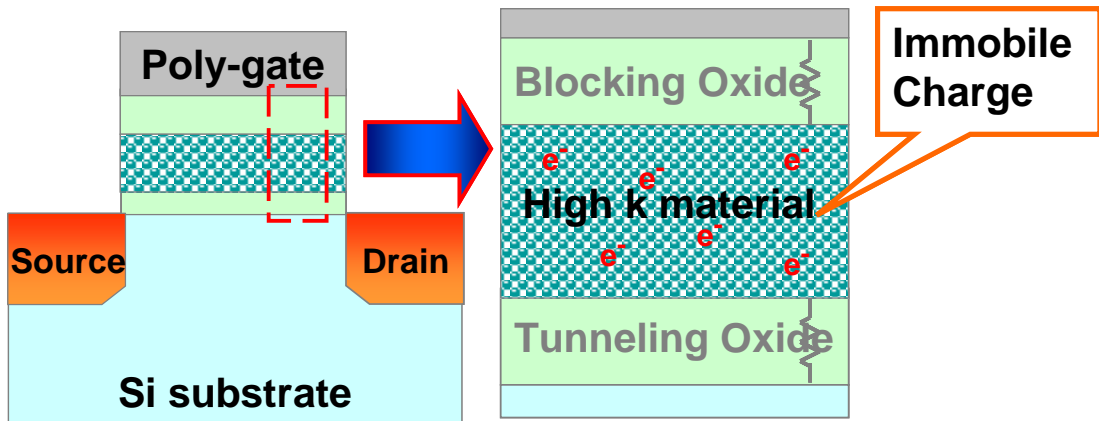 Poly-gate
Source
Drain
Si substrate
Blocking Oxide
e-
e-
e-
High k material
e-
e-
e-
Tunneling Oxide
Immobile
Charge